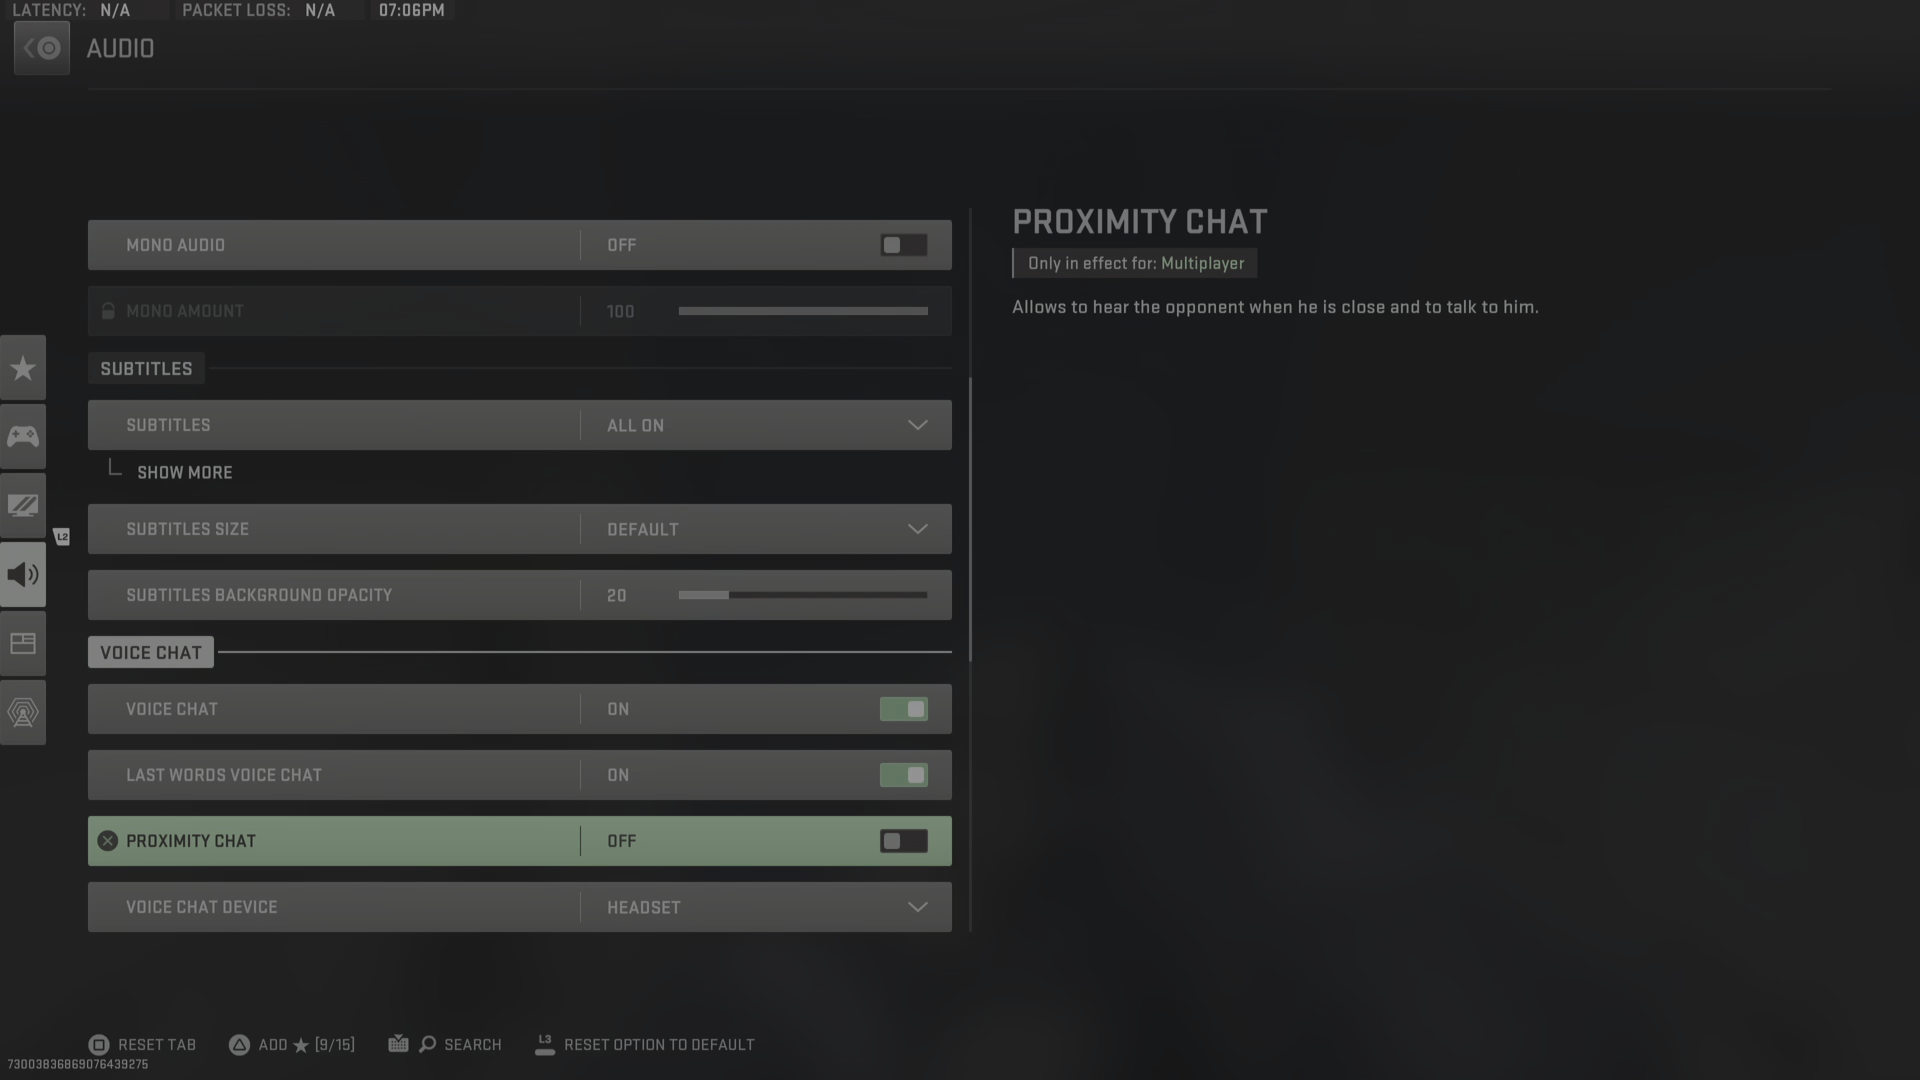 LATENCY: N/A PACKET LOSS: N/A 07:06PM
AUDIO
MONO AUDIO OFF
MONO AMOUNT 100
SUBTITLES
SUBTITLES ALL ON
SHOW MORE
SUBTITLES SIZE DEFAULT
L2
SUBTITLES BACKGROUND OPACITY 20
VOICE CHAT
VOICE CHAT ON
LAST WORDS VOICE CHAT ON
PROXIMITY CHAT OFF
VOICE CHAT DEVICE HEADSET
PROXIMITY CHAT
Only in effect for: Multiplayer
Allows to hear the opponent when he is close and to talk to him.
RESET TAB ADD ★ [9/15] SEARCH L3 RESET OPTION TO DEFAULT
73003836869076439275